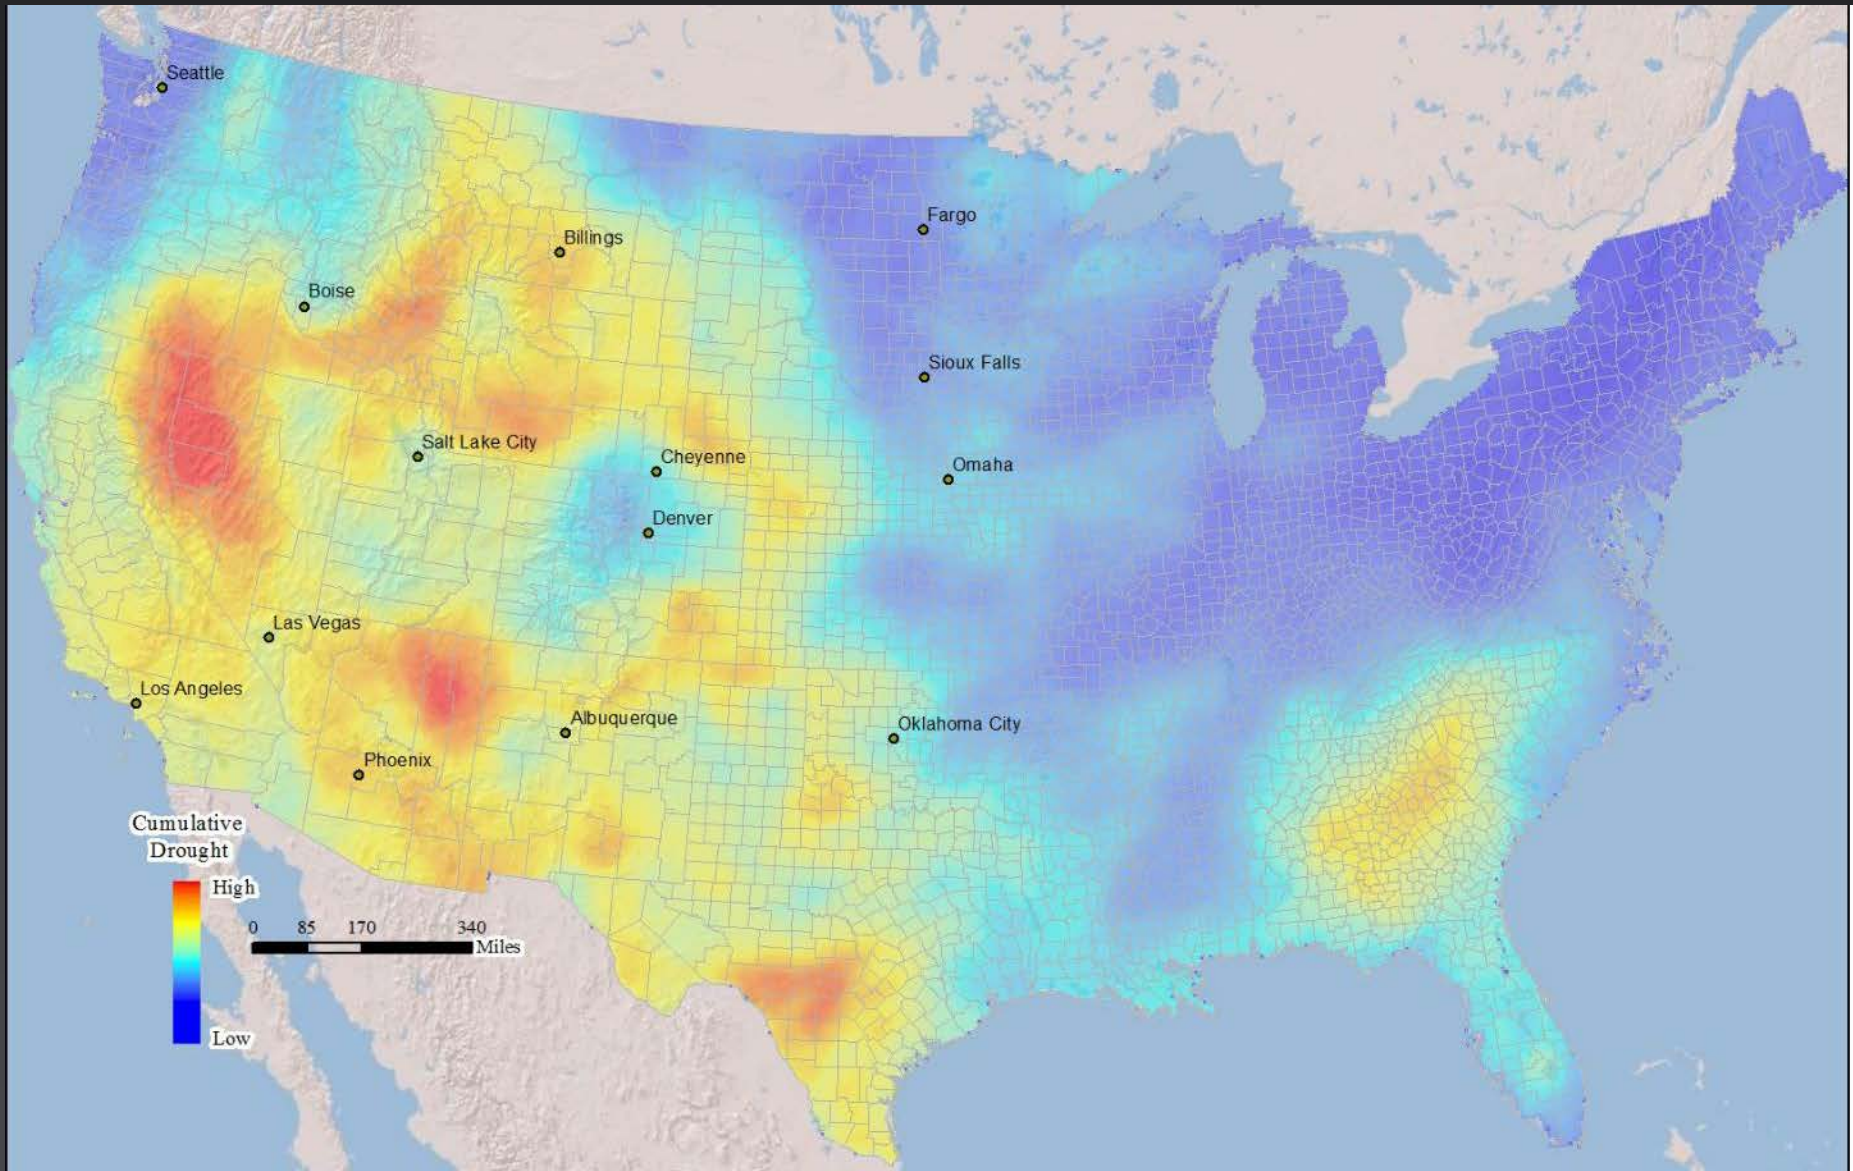 Seattle
Fargo
Billings
Boise
Sioux Falls
Salt Lake City
Cheyenne
Omaha
Denver
Las Vegas
Los Angeles
Albuquerque
Oklahoma City
Phoenix
Cumulative
Drought
High
Low
0 85 170 340
Miles